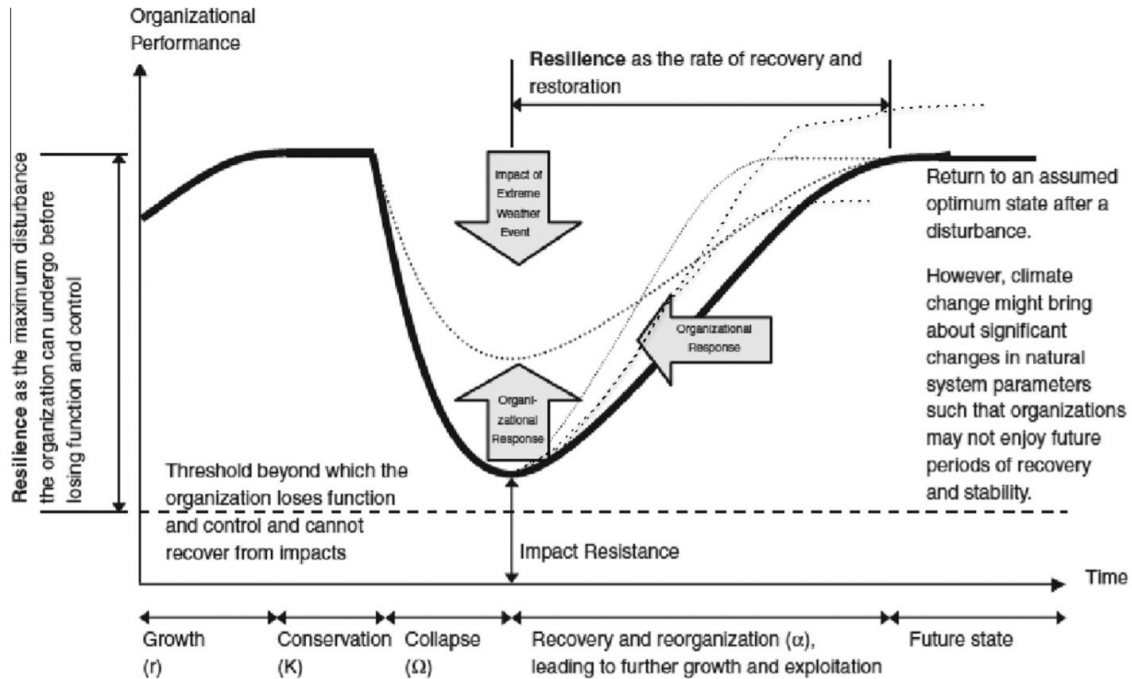 Organizational
Performance
Resilience as the rate of recovery and
restoration
Resilience as the maximum disturbance
the organization can undergo before
losing function and control
Impact of
Extreme
Weather
Event
Organizational
Response
Organi-
zational
Response
Return to an assumed
optimum state after a
disturbance.
However, climate
change might bring
about significant
changes in natural
system parameters
such that organizations
may not enjoy future
periods of recovery
and stability.
Threshold beyond which the
organization loses function
and control and cannot
recover from impacts
Impact Resistance
Time
Growth
(r)
Conservation
(K)
Collapse
(Ω)
Recovery and reorganization (α),
leading to further growth and exploitation
Future state